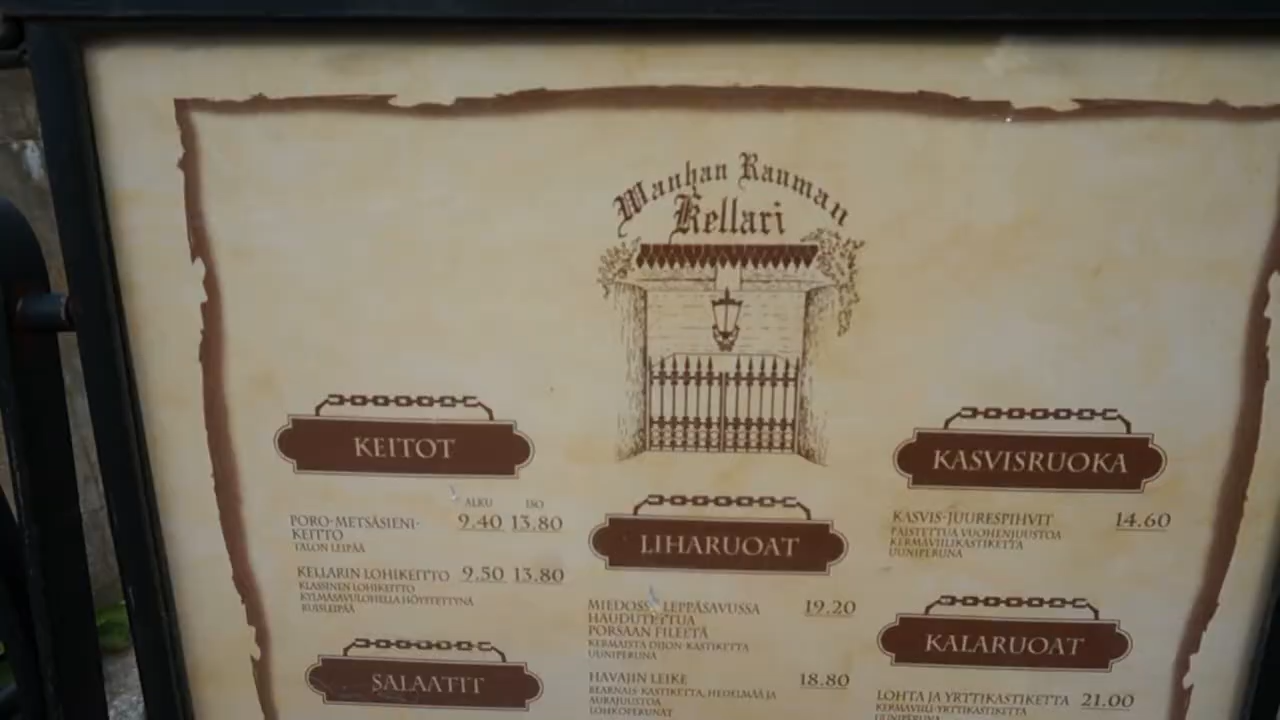 Wanhan Rauman
Kellari
KEITOT
ALKU ISO
PORO-METSÄSIENI- 9.40 13.80
KEITTO
TALON LEIPÄÄ
KELLARIN LOHIKEITTO 9.50 13.80
KLASSINEN LOHIKEITTO
KYLMÄSAVULOHELLA HÖYSTETTYNÄ
RUISLEIPÄÄ
SALAATIT
LIHARUOAT
MIEDOSSA LEPPÄSAVUSSA 19.20
HAUDUTETTUA
PORSAAN FILEETÄ
KERMAISTA DIJON-KASTIKETTA
UUNIPERUNA
HAVAJIN LEIKE 18.80
BEARNAIS-KASTIKETTA, HEDELMÄÄ JA
AURAJUUSTOA
LOHKOPERUNAT
KASVISRUOKA
KASVIS-JUURESPIHVIT 14.60
PAISTETTUA VUOHENJUUSTOA
KERMAVIILIKASTIKETTA
UUNIPERUNA
KALARUOAT
LOHTA JA YRTTIKASTIKETTA 21.00
KERMAVIILI-YRTTIKASTIKETTA
UUNIPERUNA